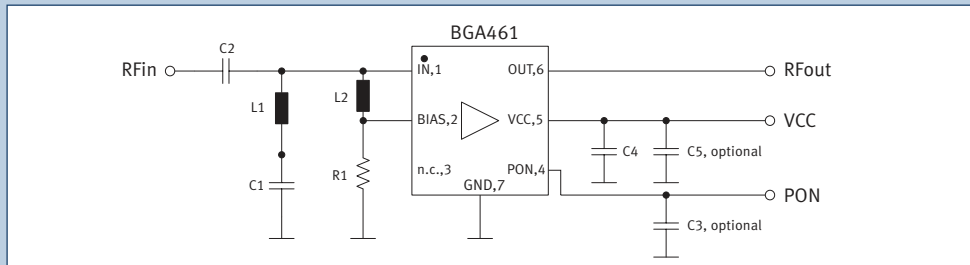 BGA461
C2
RFin
IN,1
OUT,6
RFout
L1
L2
BIAS,2
VCC,5
VCC
C4
C5, optional
n.c.,3
PON,4
R1
C1
GND,7
PON
C3, optional